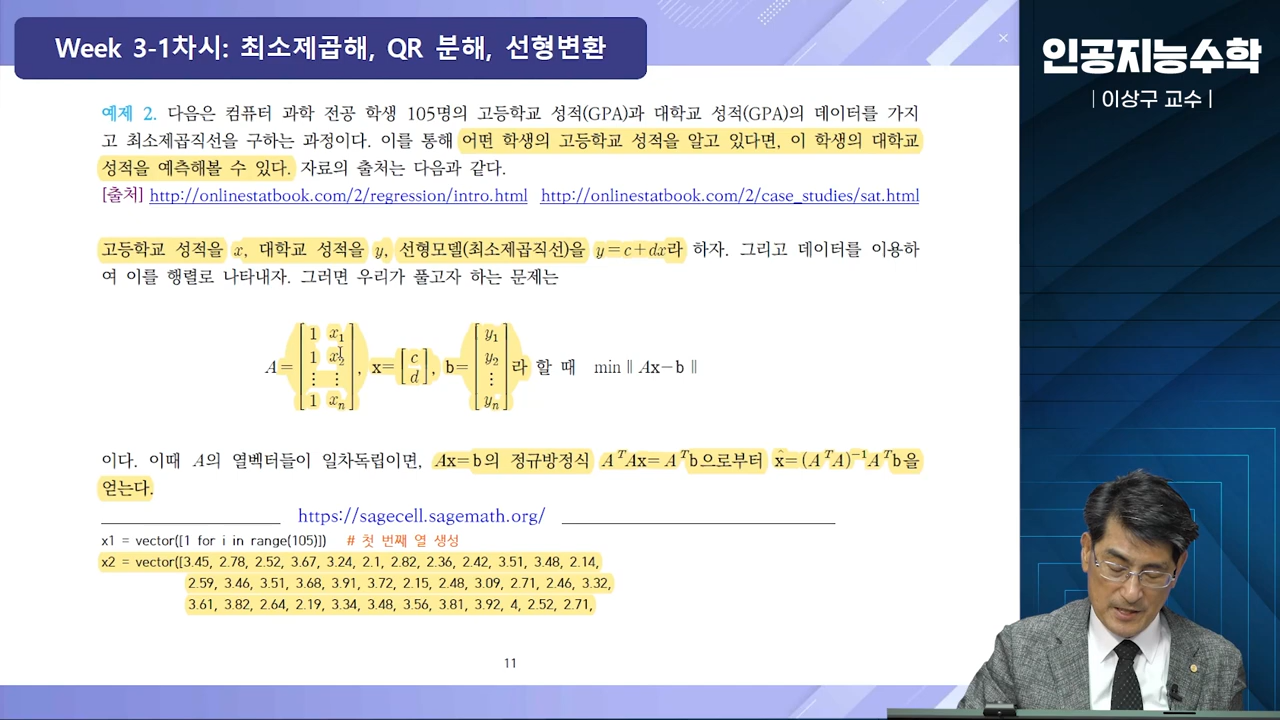 Week 3-1차시: 최소제곱해, QR 분해, 선형변환
인공지능수학
| 이상구 교수 |
예제 2. 다음은 컴퓨터 과학 전공 학생 105명의 고등학교 성적(GPA)과 대학교 성적(GPA)의 데이터를 가지
고 최소제곱직선을 구하는 과정이다. 이를 통해 어떤 학생의 고등학교 성적을 알고 있다면, 이 학생의 대학교
성적을 예측해볼 수 있다. 자료의 출처는 다음과 같다.
[출처] http://onlinestatbook.com/2/regression/intro.html http://onlinestatbook.com/2/case_studies/sat.html
고등학교 성적을 x, 대학교 성적을 y, 선형모델(최소제곱직선)을 y=c+dx라 하자. 그리고 데이터를 이용하
여 이를 행렬로 나타내자. 그러면 우리가 풀고자 하는 문제는
A = [1 x₁; 1 x₂; ⋮ ⋮; 1 xₙ], x = [c; d], b = [y₁; y₂; ⋮; yₙ] 라 할 때 min ‖ Ax−b ‖
이다. 이때 A의 열벡터들이 일차독립이면, Ax=b의 정규방정식 AᵀAx=Aᵀb으로부터 x̂=(AᵀA)⁻¹Aᵀb을
얻는다.
https://sagecell.sagemath.org/
x1 = vector([1 for i in range(105)]) # 첫 번째 열 생성
x2 = vector([3.45, 2.78, 2.52, 3.67, 3.24, 2.1, 2.82, 2.36, 2.42, 3.51, 3.48, 2.14,
2.59, 3.46, 3.51, 3.68, 3.91, 3.72, 2.15, 2.48, 3.09, 2.71, 2.46, 3.32,
3.61, 3.82, 2.64, 2.19, 3.34, 3.48, 3.56, 3.81, 3.92, 4, 2.52, 2.71,
11